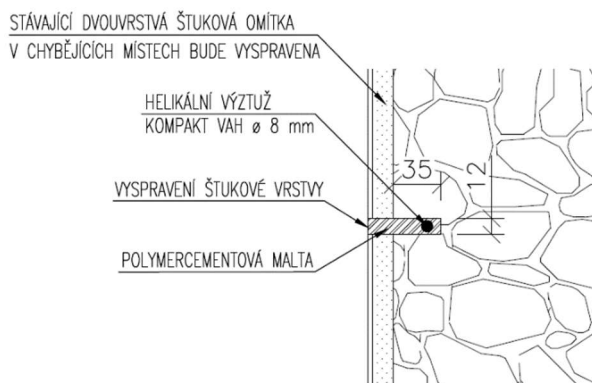 STÁVAJÍCÍ DVOUVRSTVÁ ŠTUKOVÁ OMÍTKA
V CHYBĚJÍCÍCH MÍSTECH BUDE VYSPRAVENA
HELIKÁLNÍ VÝZTUŽ
KOMPAKT VAH ø 8 mm
35
12
VYSPRAVENÍ ŠTUKOVÉ VRSTVY
POLYMERCEMENTOVÁ MALTA